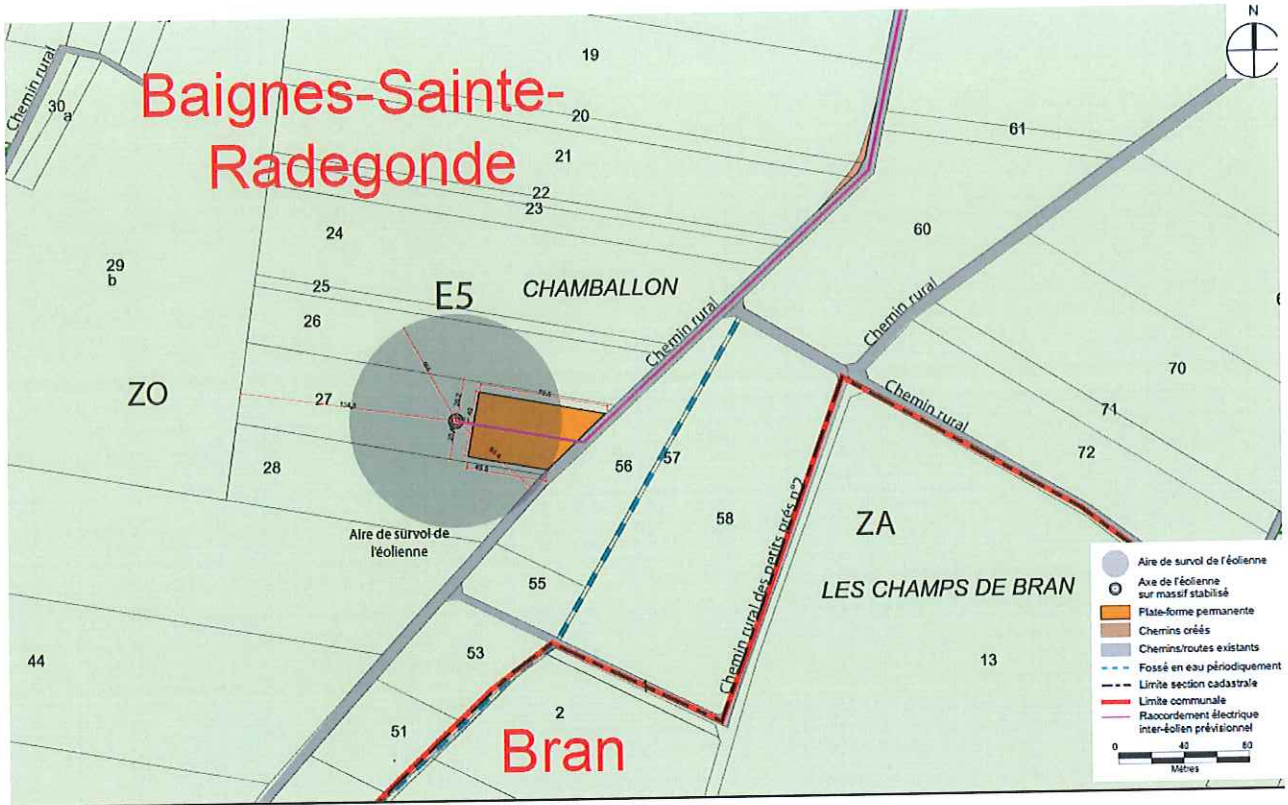 N
19
Chemin rural
30
a
Baignes-Sainte-
Radegonde
20
21
22
23
61
60
24
29
b
25
E5
CHAMBALLON
26
Chemin rural
Chemin rural
70
ZO
27
Chemin rural
71
72
28
56
57
58
Aire de survol de
l'éolienne
Chemin rural des petits prés n°2
ZA
55
LES CHAMPS DE BRAN
44
53
13
1
2
51
Bran
Aire de survol de l'éolienne
Axe de l'éolienne
sur massif stabilisé
Plate-forme permanente
Chemins créés
Chemins/routes existants
Fossé en eau périodiquement
Limite section cadastrale
Limite communale
Raccordement électrique
inter-éolien prévisionnel
0 40 80
Mètres